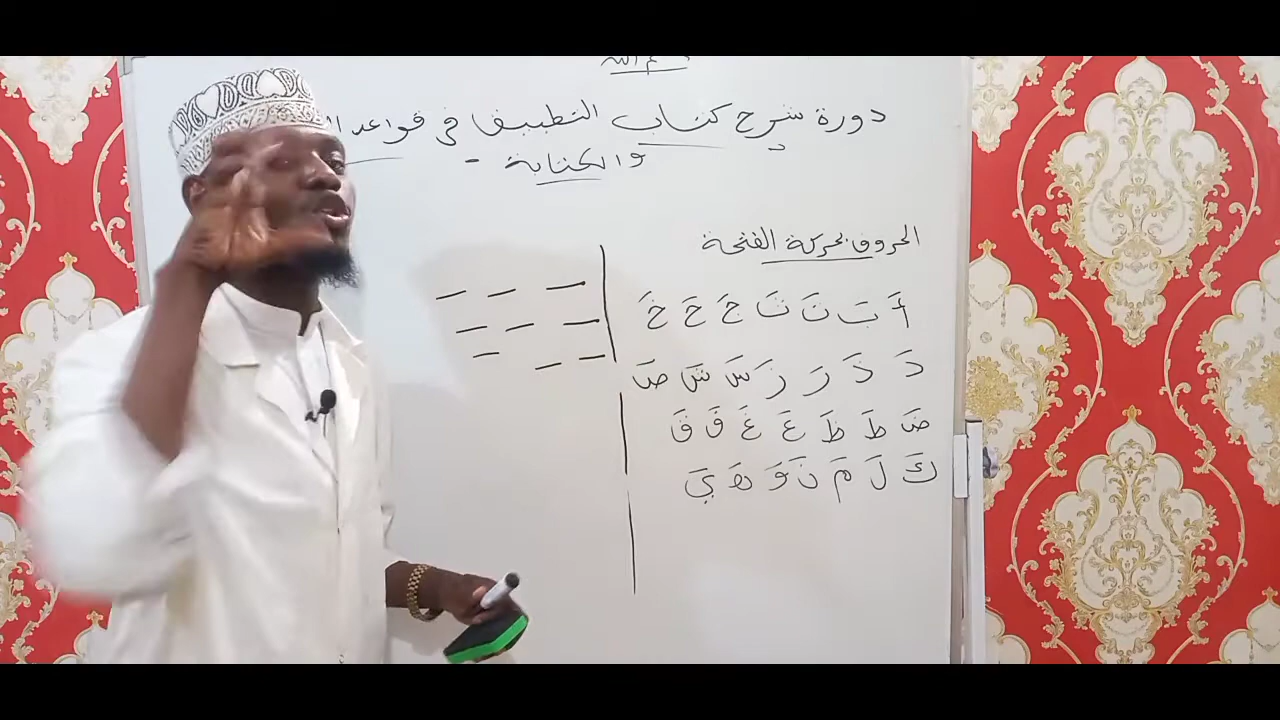 دورة شرح كتاب التطبيق في قواعد
والكتابة -
الحروف بحركة الفتحة
أَ بَ تَ ثَ جَ حَ خَ
دَ ذَ رَ زَ سَ شَ صَ
ضَ طَ ظَ عَ غَ فَ قَ
كَ لَ مَ نَ وَ هَ يَ